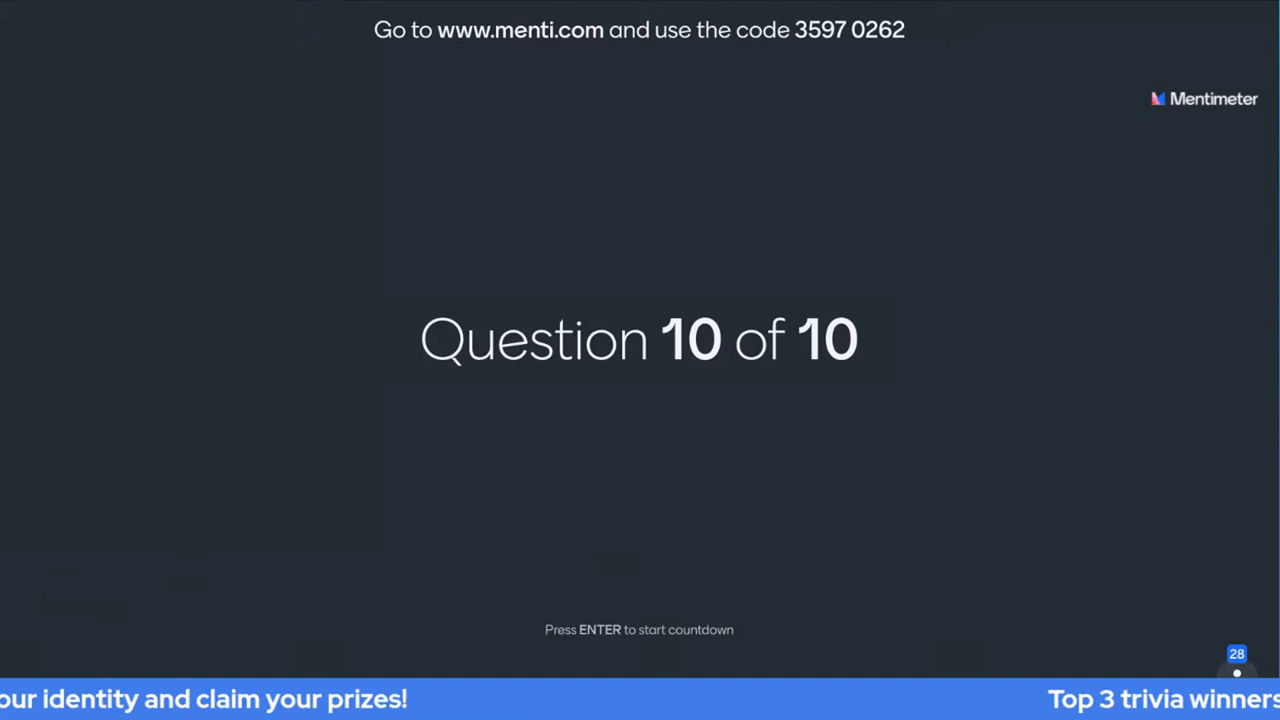 Go to www.menti.com and use the code 3597 0262
Mentimeter
Question 10 of 10
Press ENTER to start countdown
28
our identity and claim your prizes!
Top 3 trivia winners